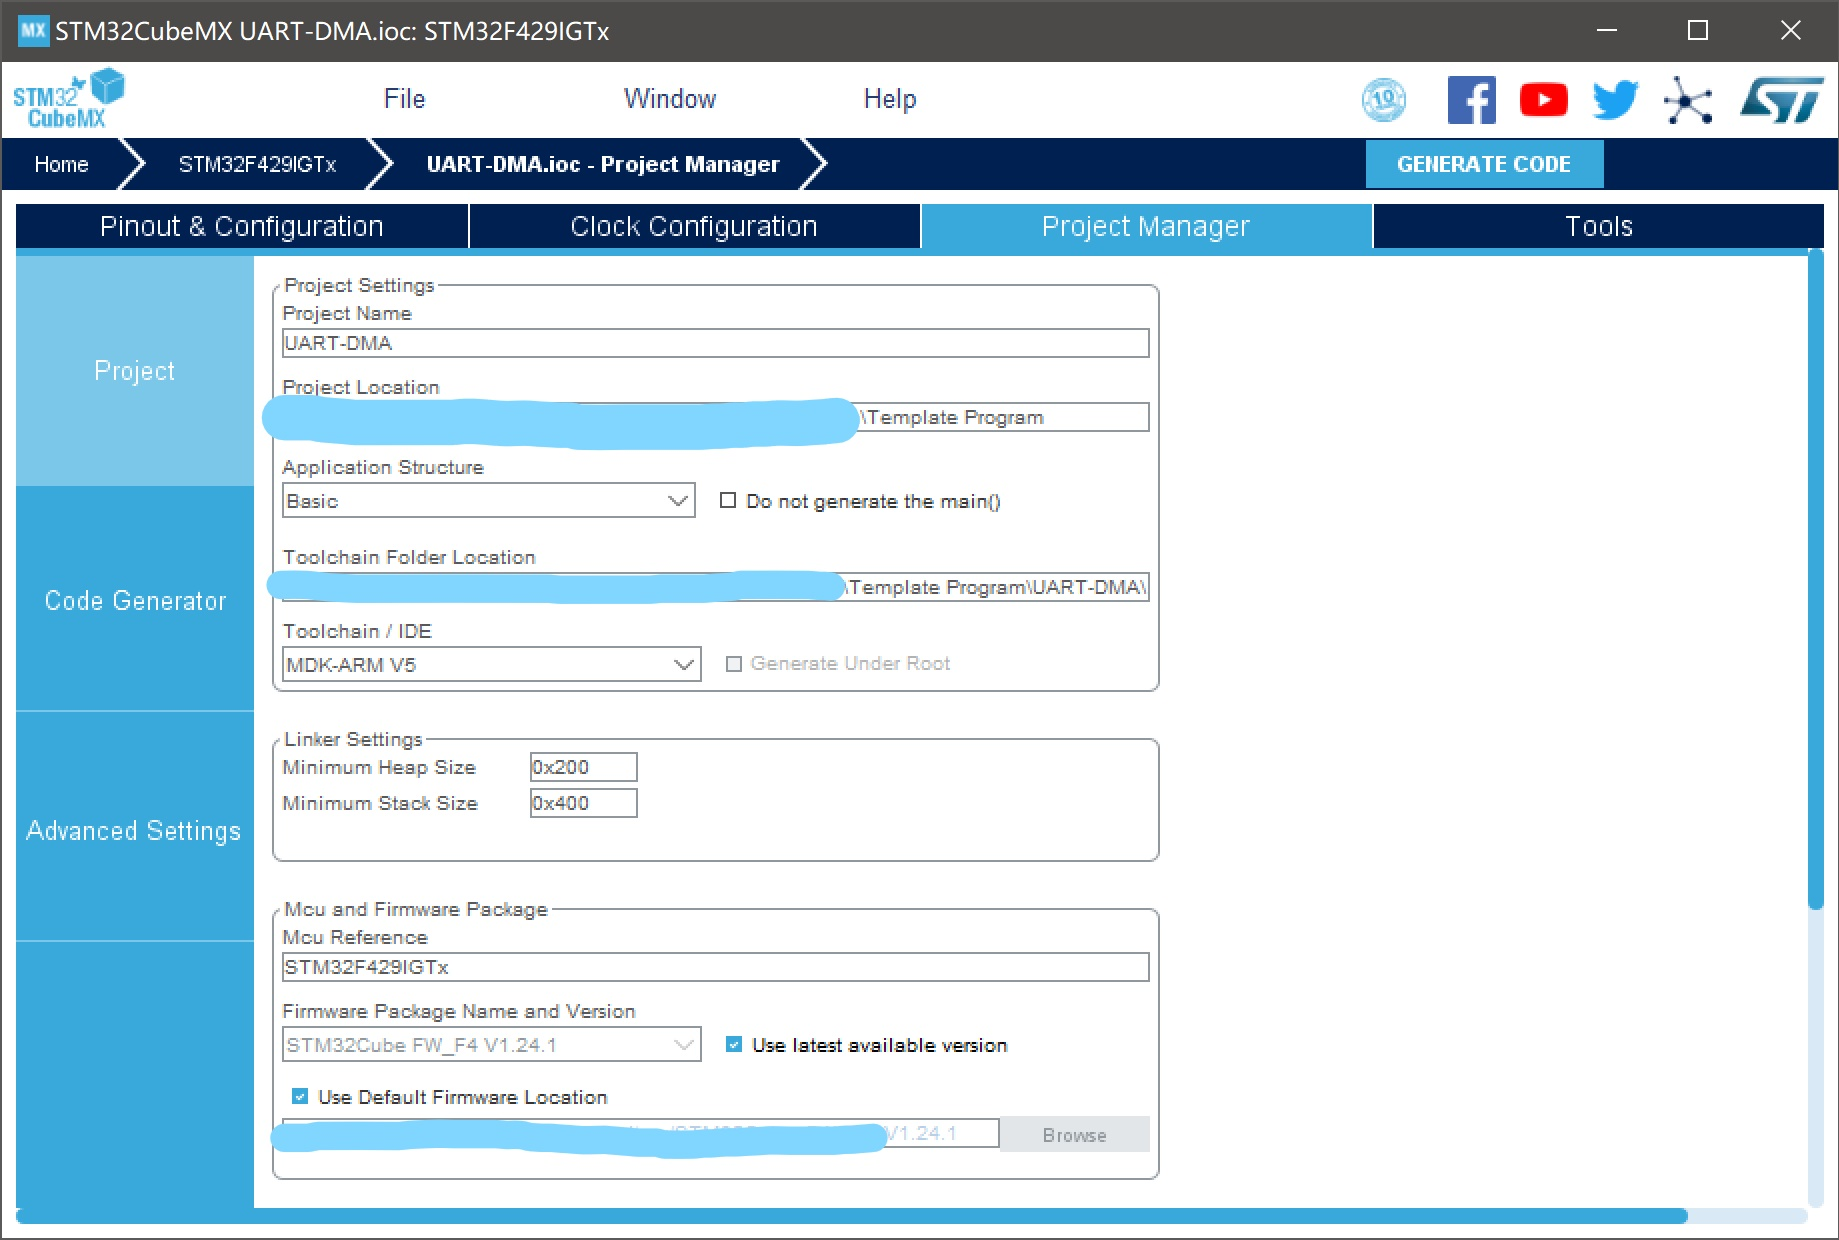 MX STM32CubeMX UART-DMA.ioc: STM32F429IGTx
STM32
CubeMX
File Window Help
10
ST
Home STM32F429IGTx UART-DMA.ioc - Project Manager GENERATE CODE
Pinout & Configuration Clock Configuration Project Manager Tools
Project
Code Generator
Advanced Settings
Project Settings
Project Name
UART-DMA
Project Location
\Template Program
Application Structure
Basic Do not generate the main()
Toolchain Folder Location
\Template Program\UART-DMA\
Toolchain / IDE
MDK-ARM V5 Generate Under Root
Linker Settings
Minimum Heap Size 0x200
Minimum Stack Size 0x400
Mcu and Firmware Package
Mcu Reference
STM32F429IGTx
Firmware Package Name and Version
STM32Cube FW_F4 V1.24.1 Use latest available version
Use Default Firmware Location
V1.24.1 Browse